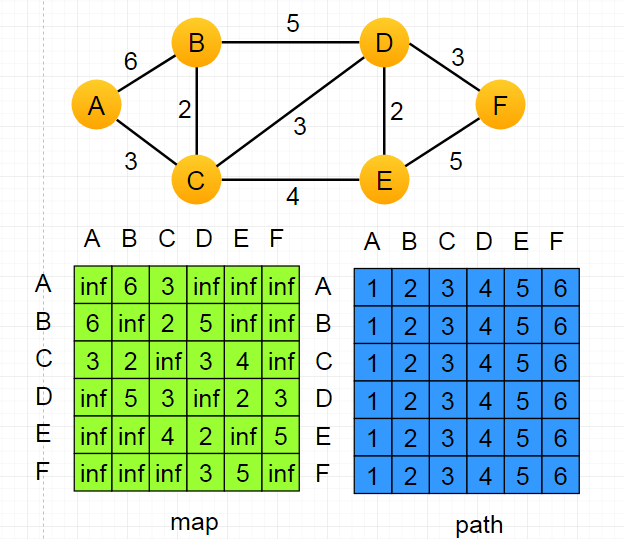 5
B D
6 3
A 2 2 F
3
3 5
C E
4
A B C D E F
A inf 6 3 inf inf inf
B 6 inf 2 5 inf inf
C 3 2 inf 3 4 inf
D inf 5 3 inf 2 3
E inf inf 4 2 inf 5
F inf inf inf 3 5 inf
map
A B C D E F
A 1 2 3 4 5 6
B 1 2 3 4 5 6
C 1 2 3 4 5 6
D 1 2 3 4 5 6
E 1 2 3 4 5 6
F 1 2 3 4 5 6
path